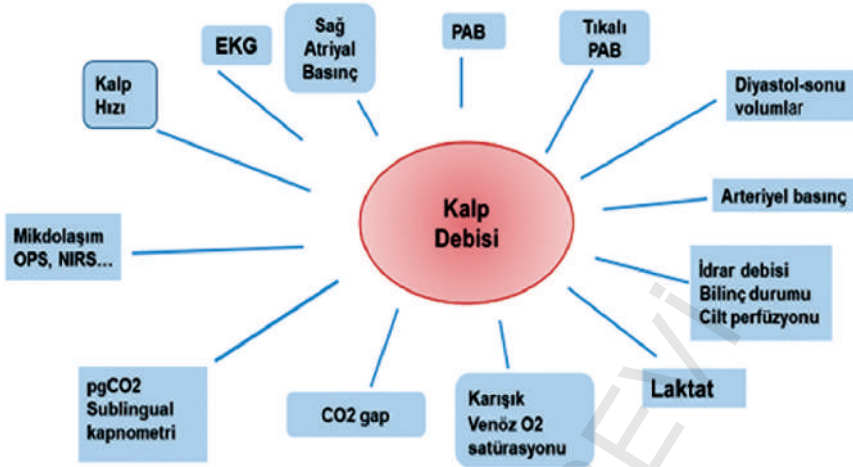 EKG
Sağ
Atriyal
Basınç
PAB
Tıkalı
PAB
Kalp
Hızı
Diyastol-sonu
volumlar
Arteriyel basınç
Kalp
Debisi
Mikdolaşım
OPS, NIRS...
İdrar debisi
Bilinç durumu
Cilt perfüzyonu
pgCO2
Sublingual
kapnometri
CO2 gap
Karışık
Venöz O2
satürasyonu
Laktat